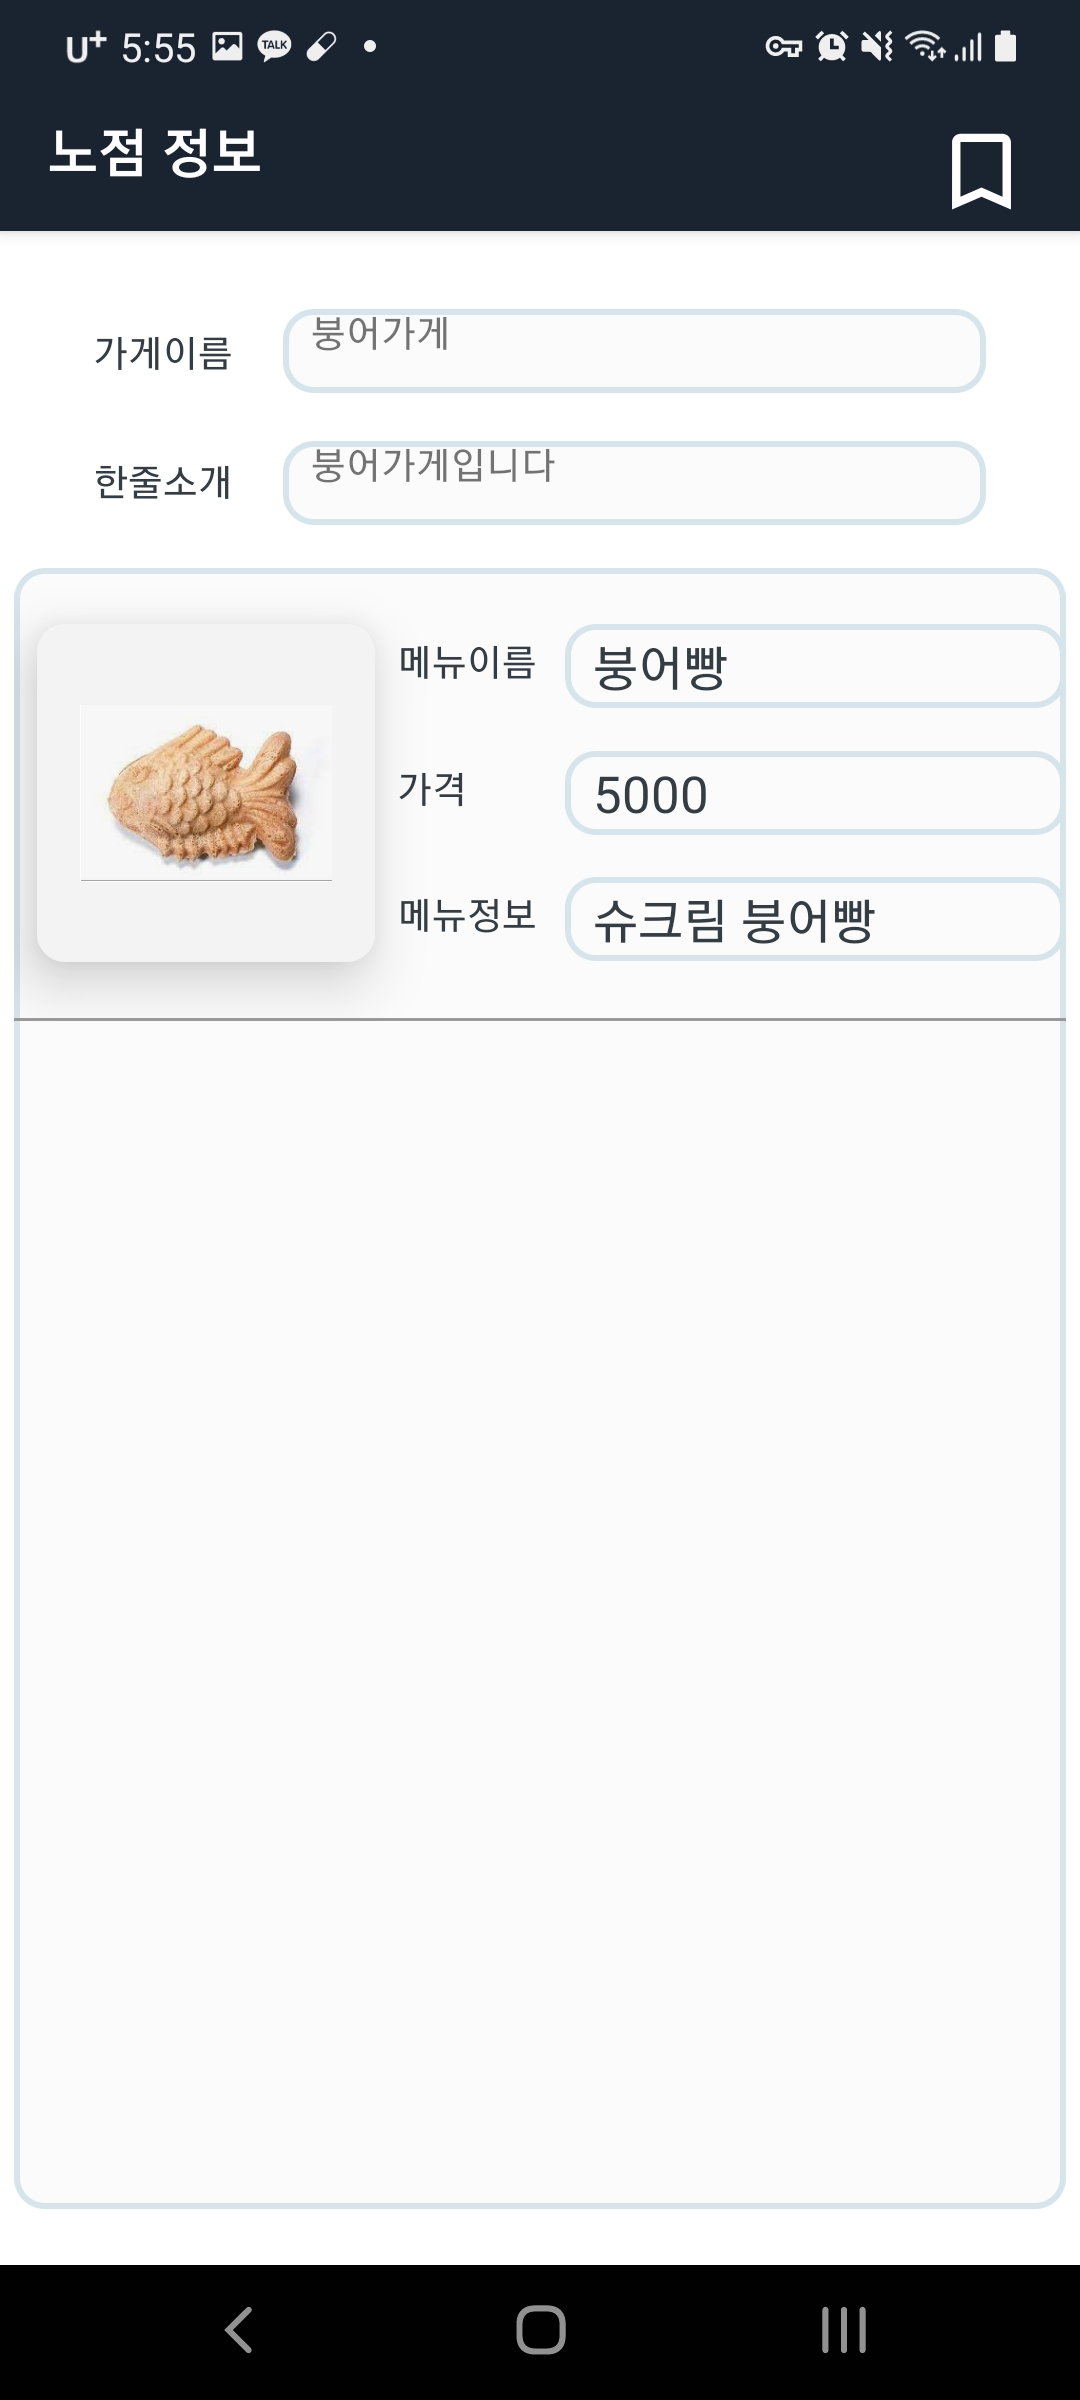 U+ 5:55 TALK
노점 정보
가게이름 붕어가게
한줄소개 붕어가게입니다
메뉴이름 붕어빵
가격 5000
메뉴정보 슈크림 붕어빵